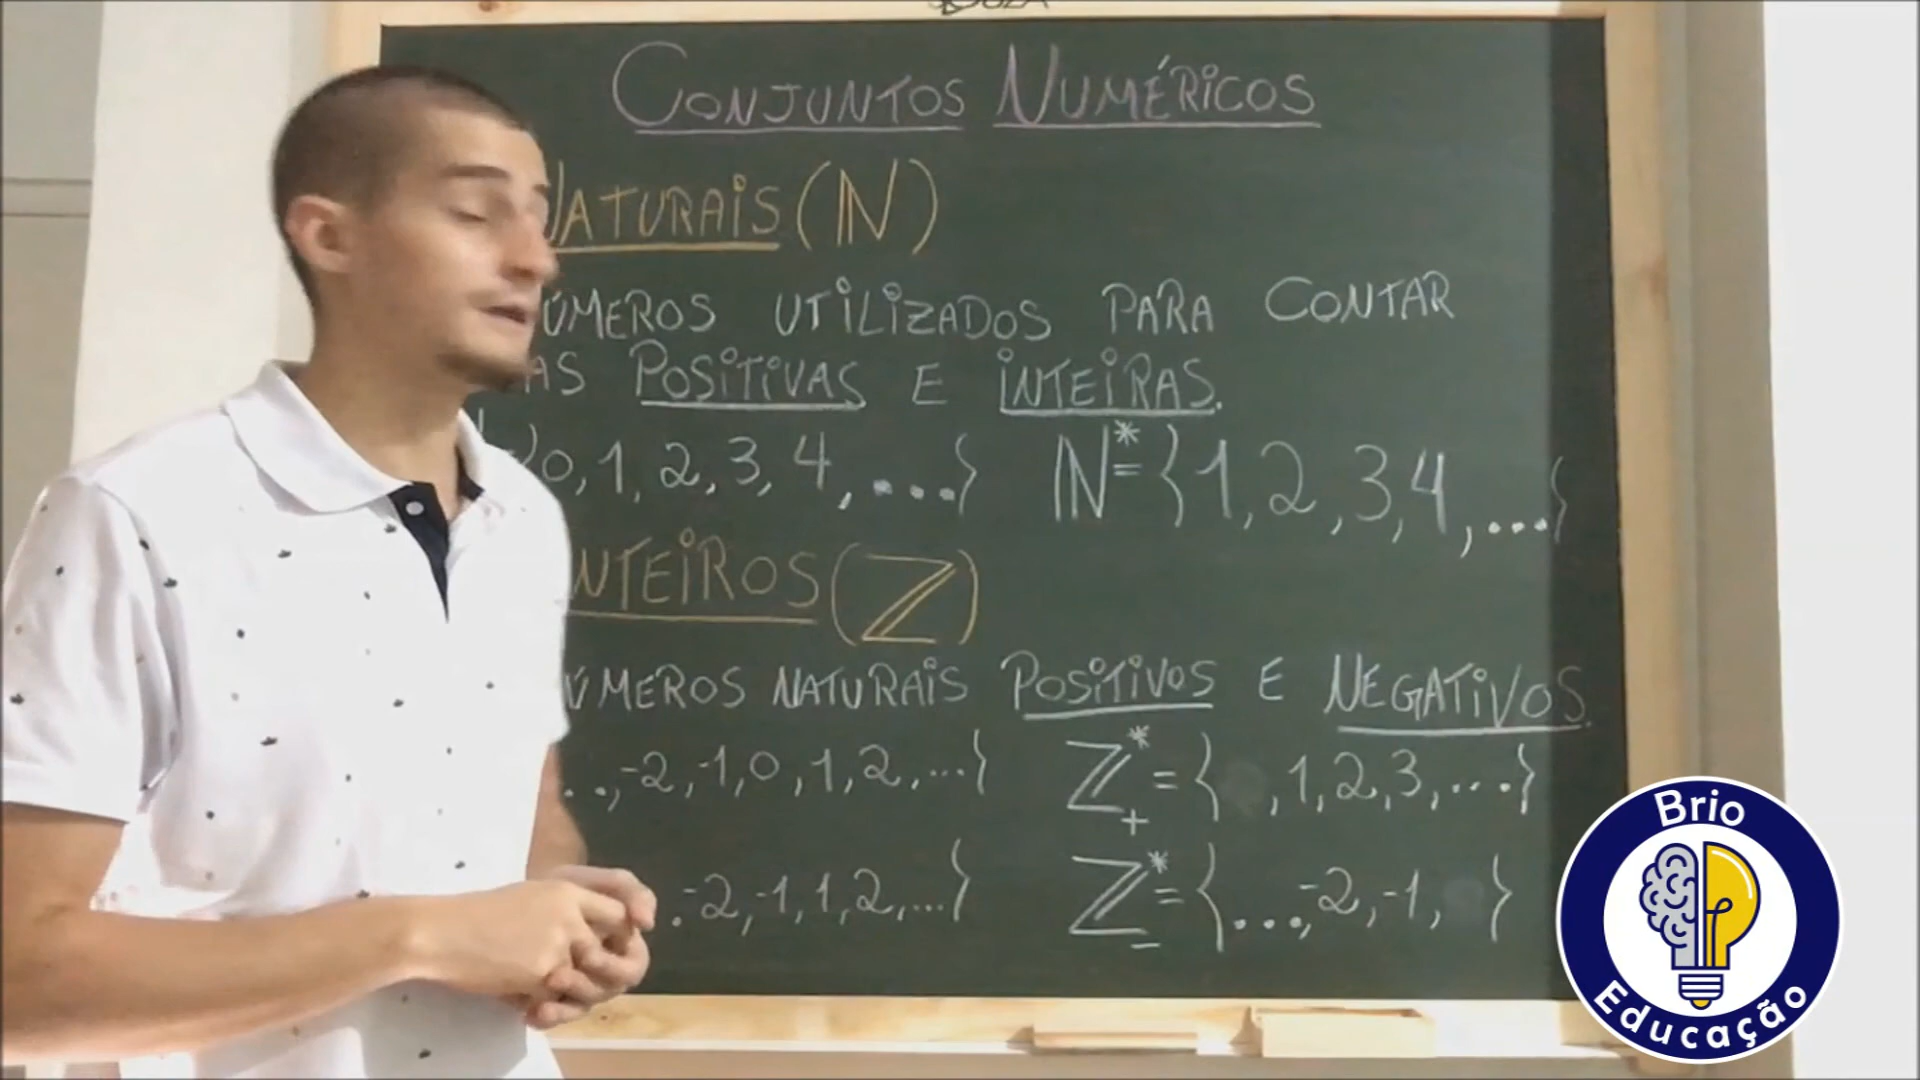 CONJUNTOS NUMÉRICOS
NATURAIS (ℕ)
ÚMEROS UTILIZADOS PARA CONTAR
AS POSITIVAS E INTEIRAS.
{0, 1, 2, 3, 4, ...} ℕ* = {1, 2, 3, 4, ...}
NTEIROS (ℤ)
ÚMEROS NATURAIS POSITIVOS E NEGATIVOS.
..., -2, -1, 0, 1, 2, ...} ℤ*₊ = { , 1, 2, 3, ...}
. -2, -1, 1, 2, ...} ℤ*₋ = {..., -2, -1, }
Brio
Educação